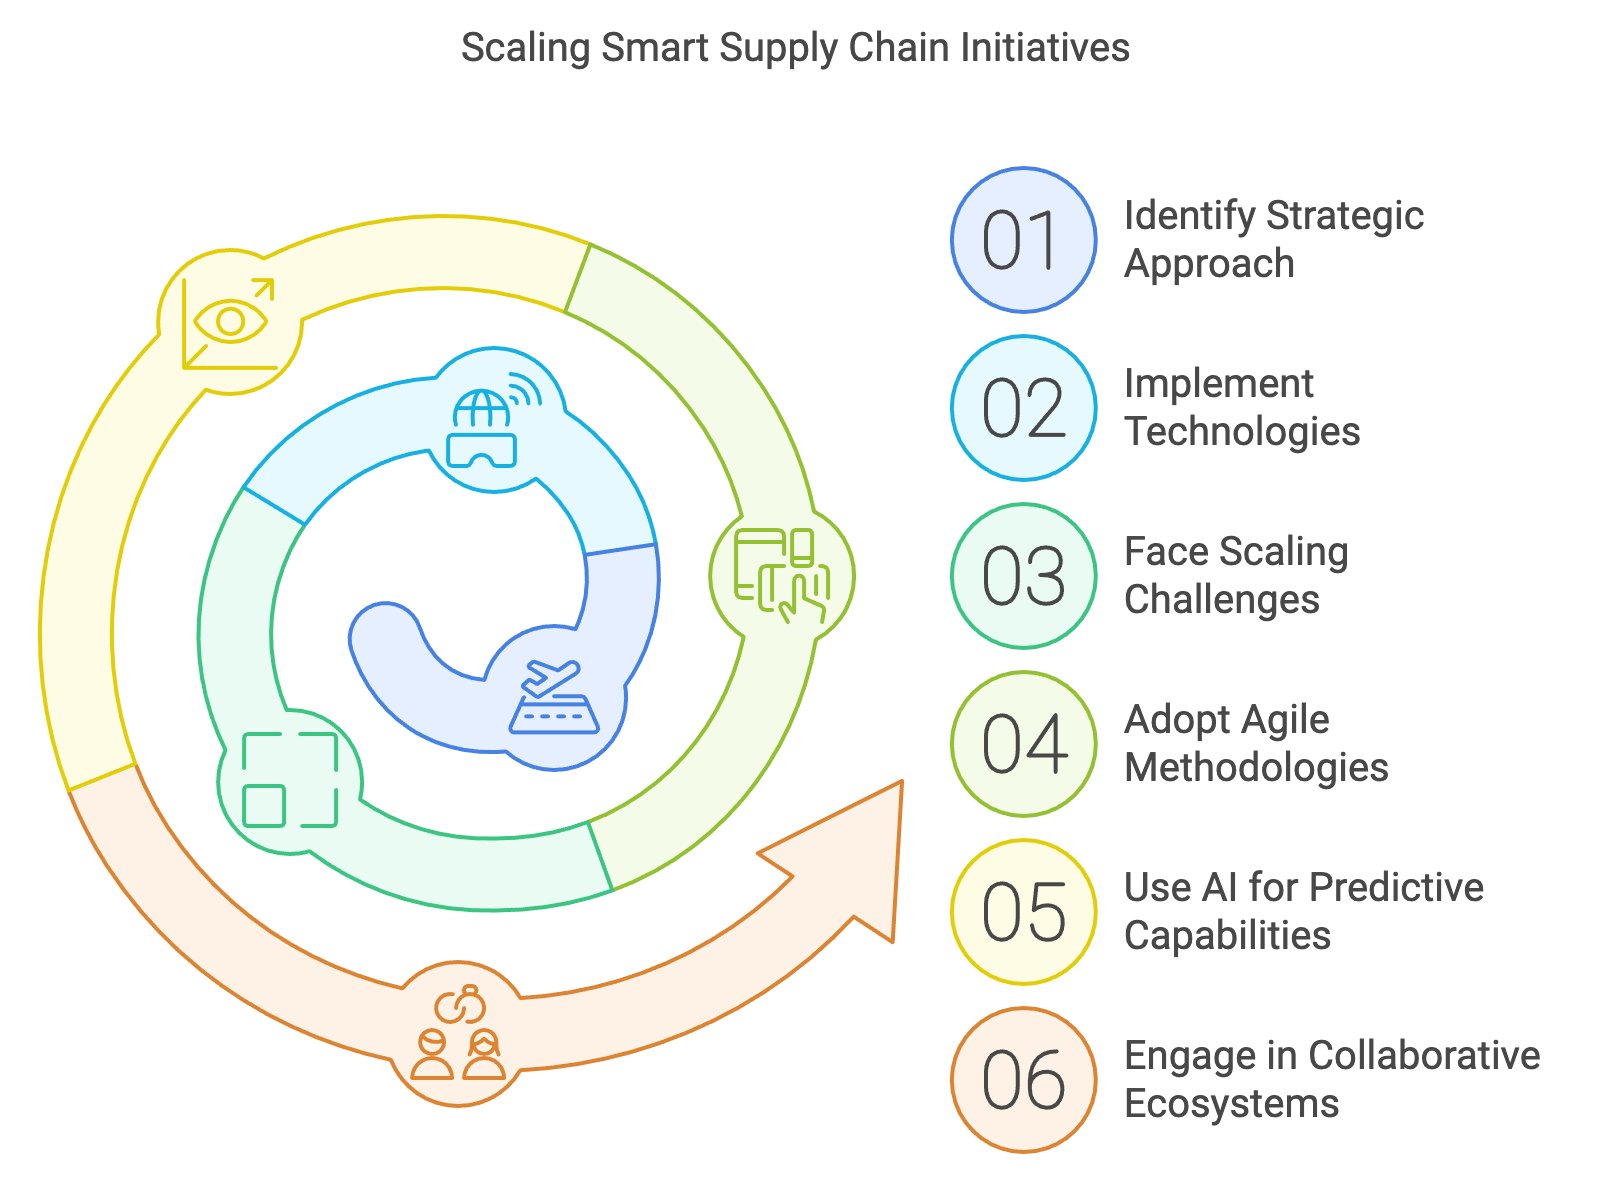 Scaling Smart Supply Chain Initiatives
01
Identify Strategic
Approach
02
Implement
Technologies
03
Face Scaling
Challenges
04
Adopt Agile
Methodologies
05
Use AI for Predictive
Capabilities
06
Engage in Collaborative
Ecosystems